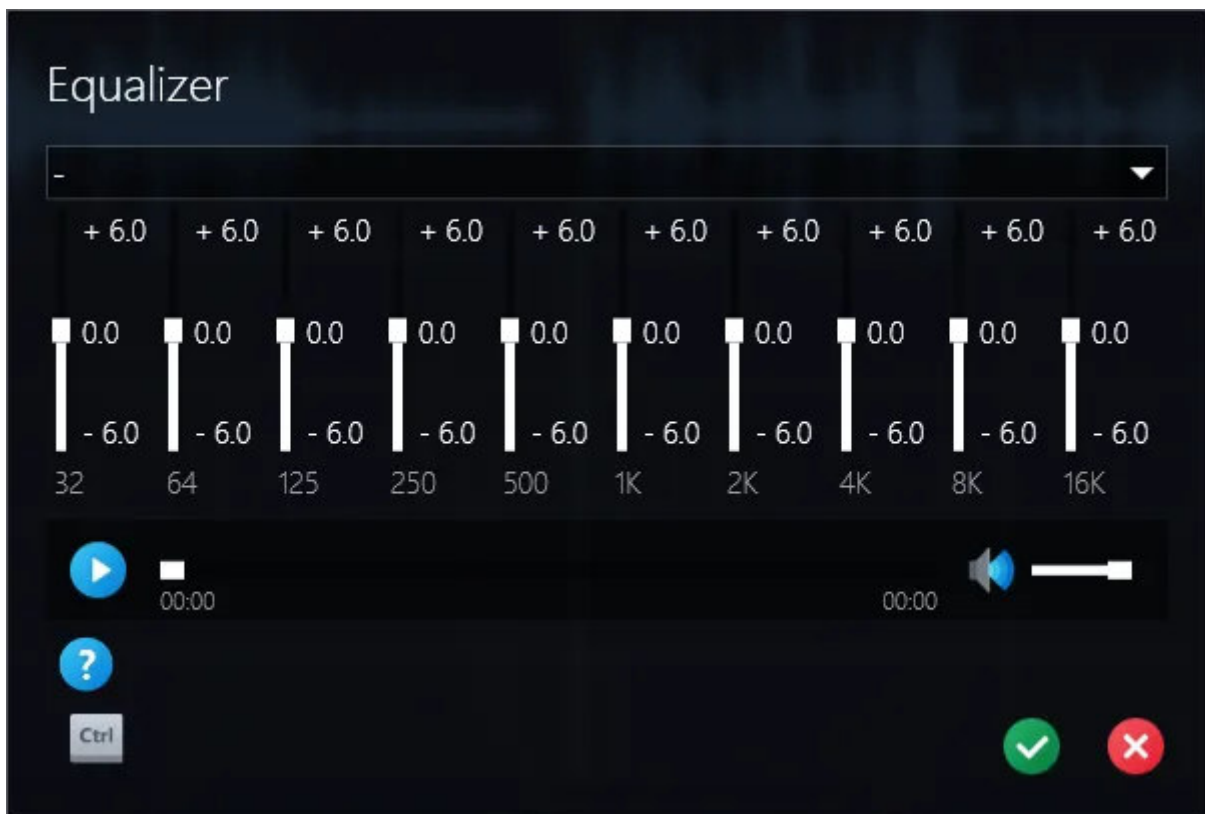 Equalizer
-
+ 6.0 + 6.0 + 6.0 + 6.0 + 6.0 + 6.0 + 6.0 + 6.0 + 6.0 + 6.0
0.0 0.0 0.0 0.0 0.0 0.0 0.0 0.0 0.0 0.0
- 6.0 - 6.0 - 6.0 - 6.0 - 6.0 - 6.0 - 6.0 - 6.0 - 6.0 - 6.0
32 64 125 250 500 1K 2K 4K 8K 16K
00:00 00:00
?
Ctrl